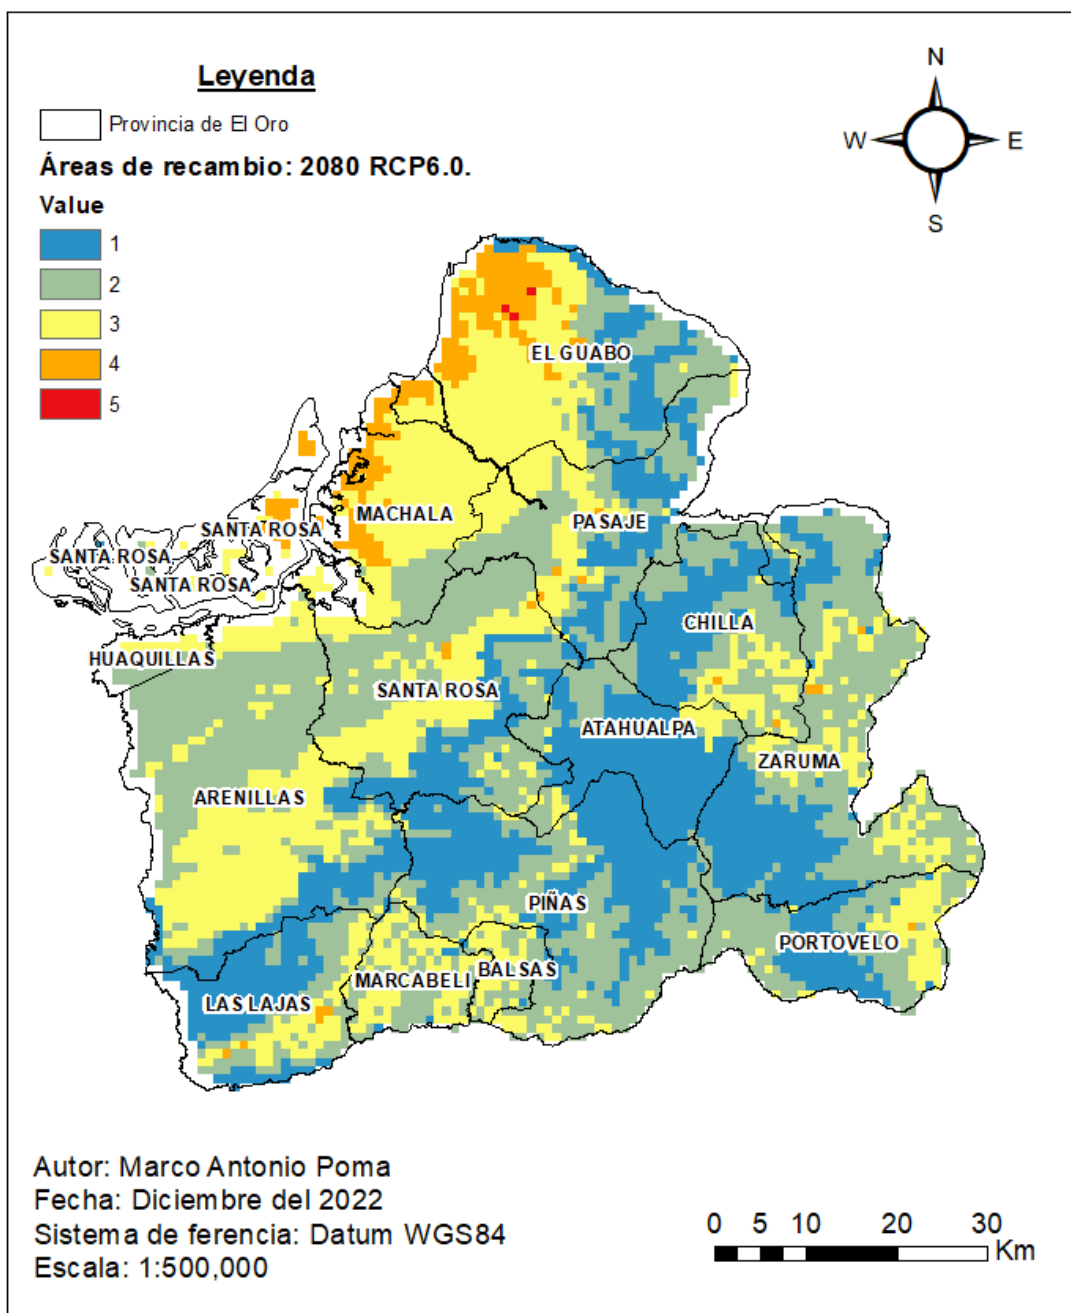 Leyenda
Provincia de El Oro
Áreas de recambio: 2080 RCP6.0.
Value
1
2
3
4
5
N
W
E
S
EL GUABO
MACHALA
PASAJE
SANTA ROSA
SANTA ROSA
SANTA ROSA
CHILLA
HUAQUILLAS
SANTA ROSA
ATAHUALPA
ZARUMA
ARENILLAS
PIÑAS
PORTOVELO
BALSAS
MARCABELI
LAS LAJAS
Autor: Marco Antonio Poma
Fecha: Diciembre del 2022
Sistema de ferencia: Datum WGS84
Escala: 1:500,000
0 5 10 20 30
Km